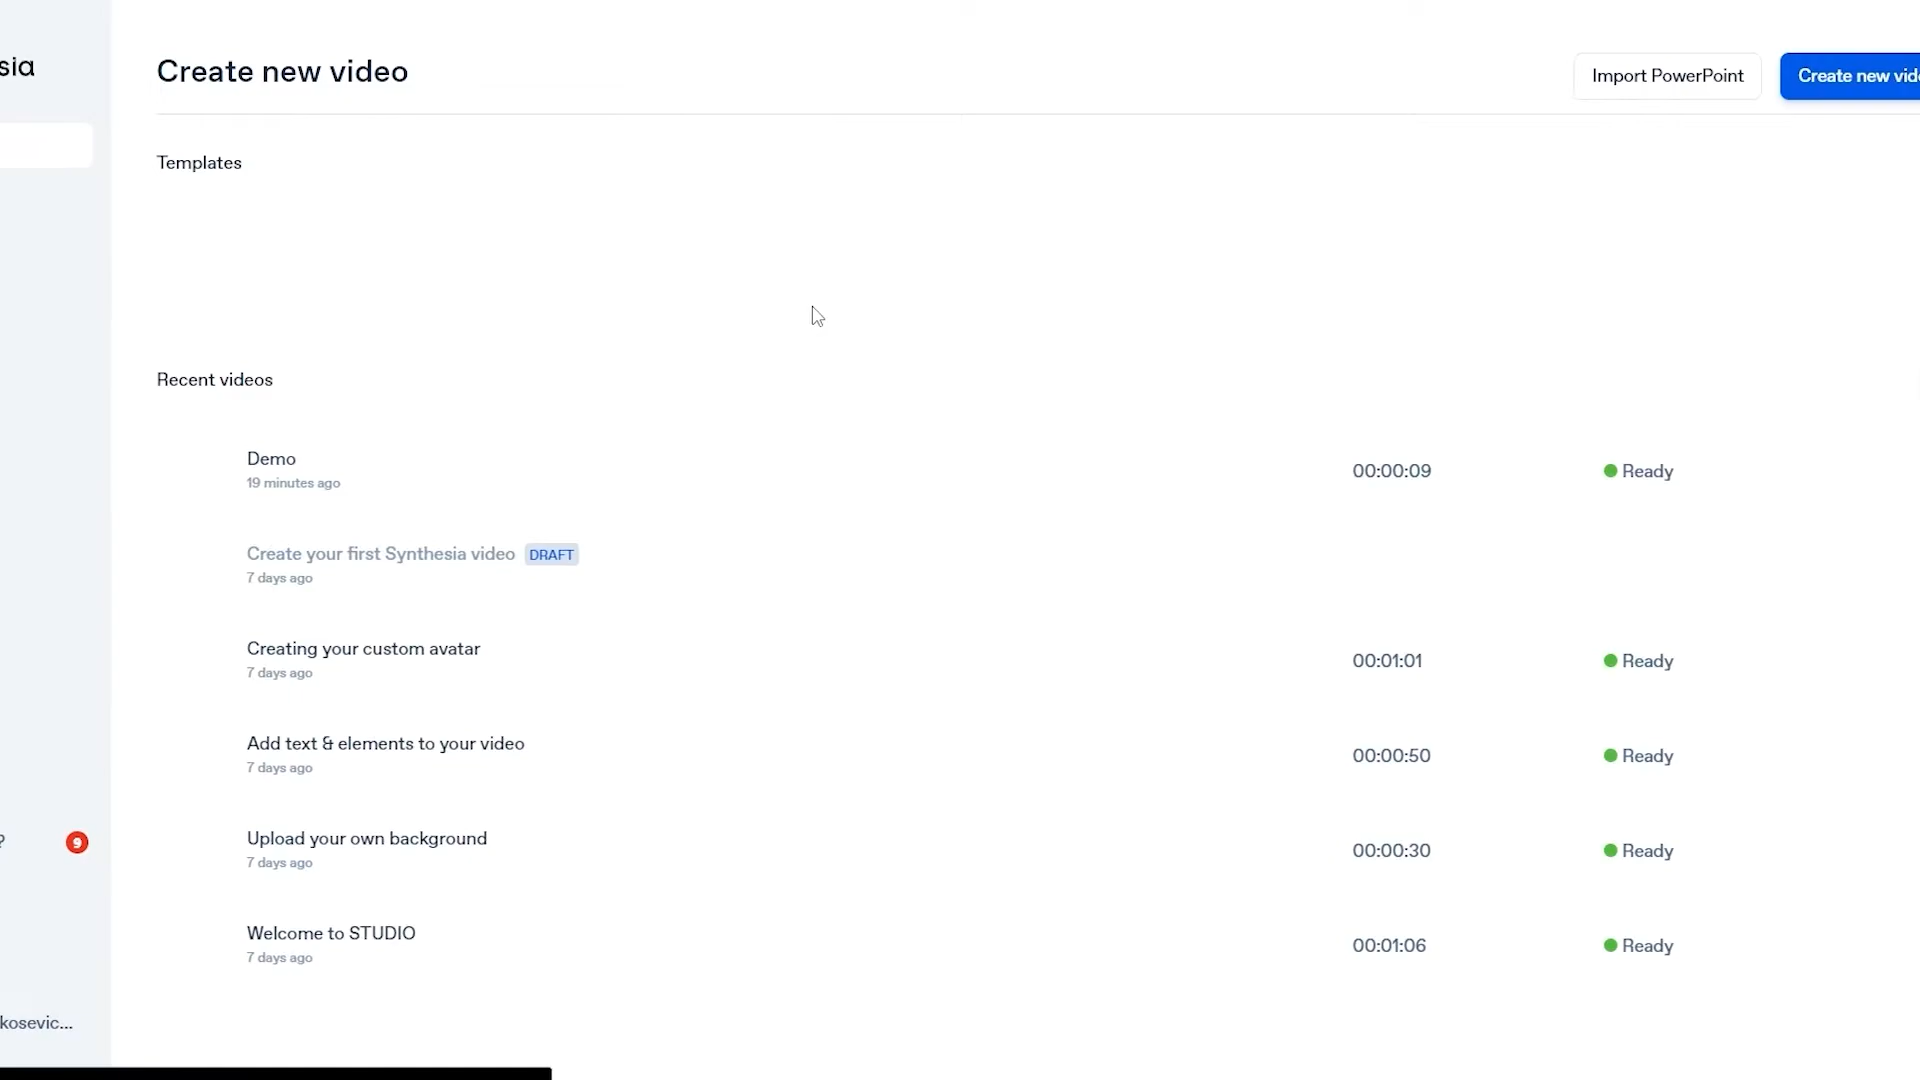 sia
Create new video
Import PowerPoint
Create new vid
Templates
Recent videos
Demo
19 minutes ago
00:00:09
Ready
Create your first Synthesia video DRAFT
7 days ago
Creating your custom avatar
7 days ago
00:01:01
Ready
Add text & elements to your video
7 days ago
00:00:50
Ready
Upload your own background
7 days ago
00:00:30
Ready
?
9
Welcome to STUDIO
7 days ago
00:01:06
Ready
kosevic...